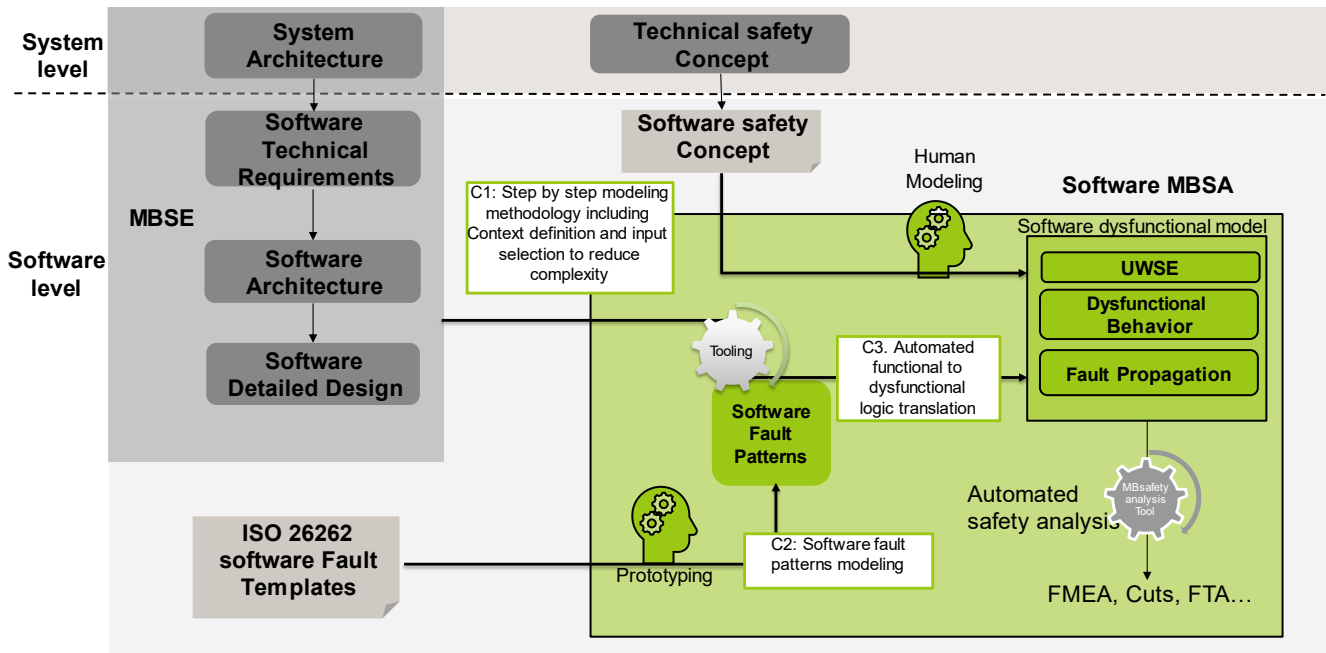 System
level
System
Architecture
Technical safety
Concept
Software
Technical
Requirements
Software safety
Concept
Human
Modeling
Software MBSA
MBSE
C1: Step by step modeling
methodology including
Context definition and input
selection to reduce
complexity
Software dysfunctional model
UWSE
Software
level
Software
Architecture
Dysfunctional
Behavior
Tooling
C3. Automated
functional to
dysfunctional
logic translation
Fault Propagation
Software
Detailed Design
Software
Fault
Patterns
Automated
safety analysis
MBsafety
analysis
Tool
ISO 26262
software Fault
Templates
Prototyping
C2: Software fault
patterns modeling
FMEA, Cuts, FTA…